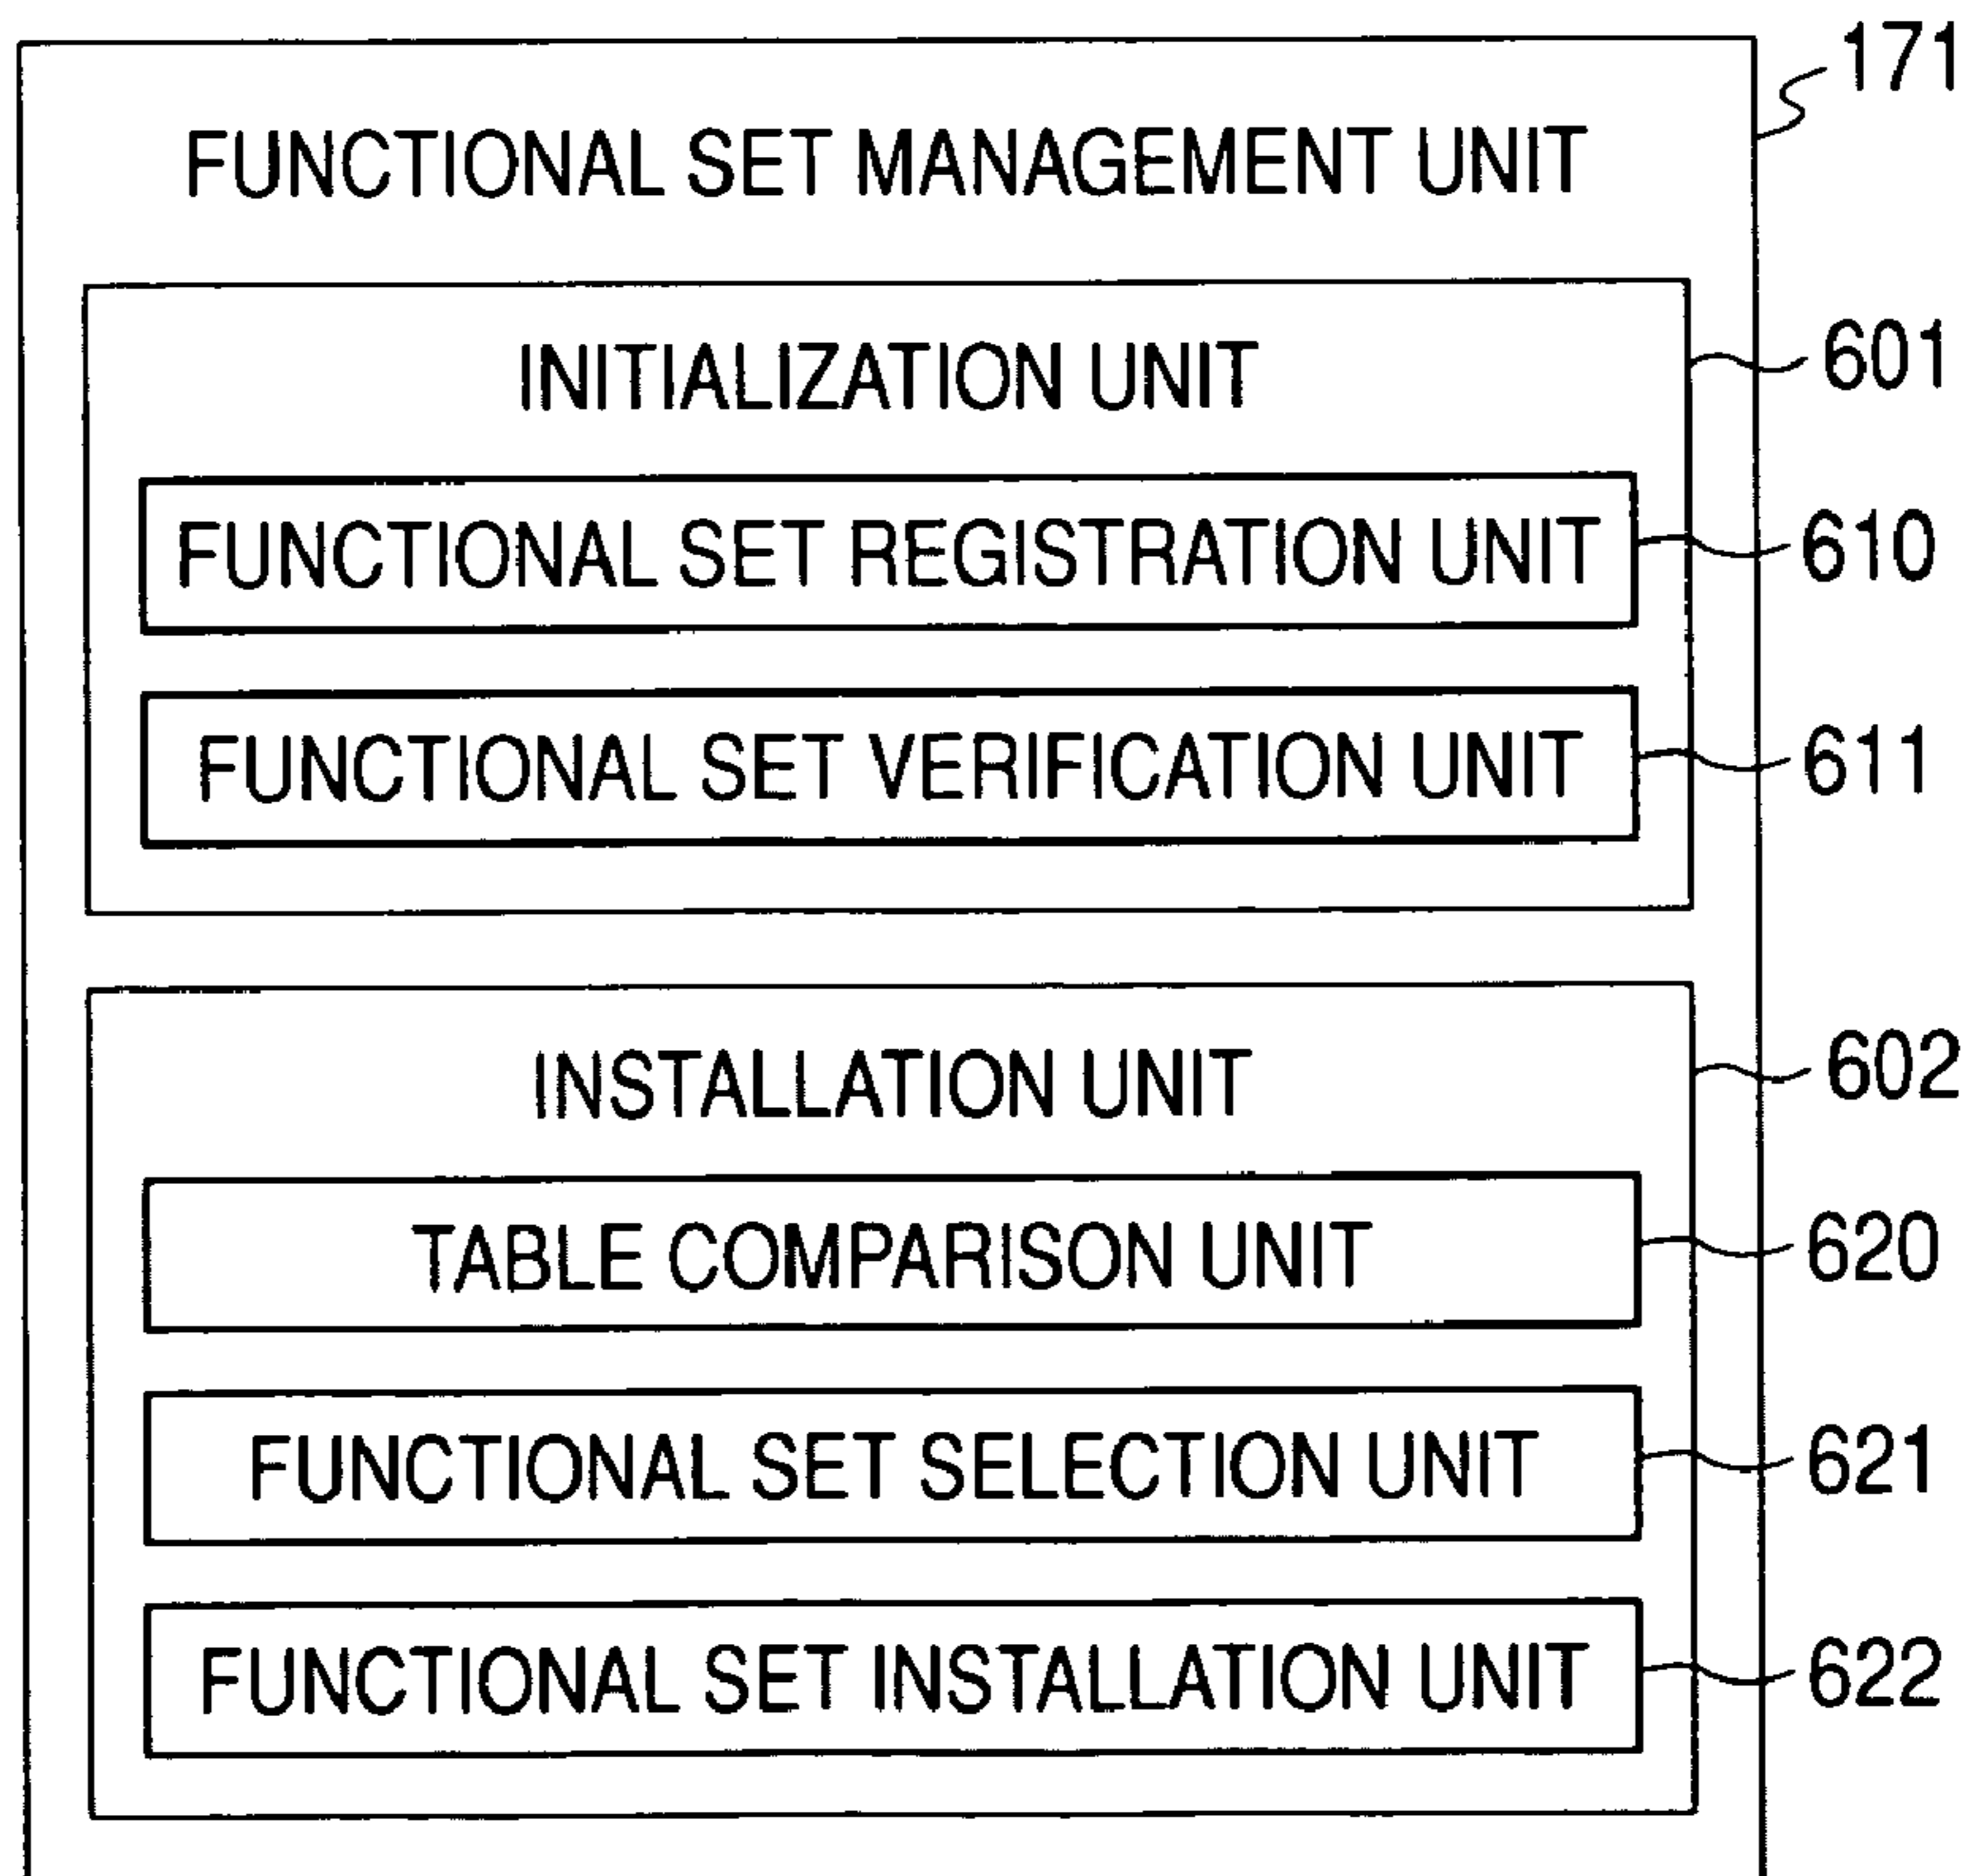 171
FUNCTIONAL SET MANAGEMENT UNIT
INITIALIZATION UNIT
601
FUNCTIONAL SET REGISTRATION UNIT
610
FUNCTIONAL SET VERIFICATION UNIT
611
INSTALLATION UNIT
602
TABLE COMPARISON UNIT
620
FUNCTIONAL SET SELECTION UNIT
621
FUNCTIONAL SET INSTALLATION UNIT
622